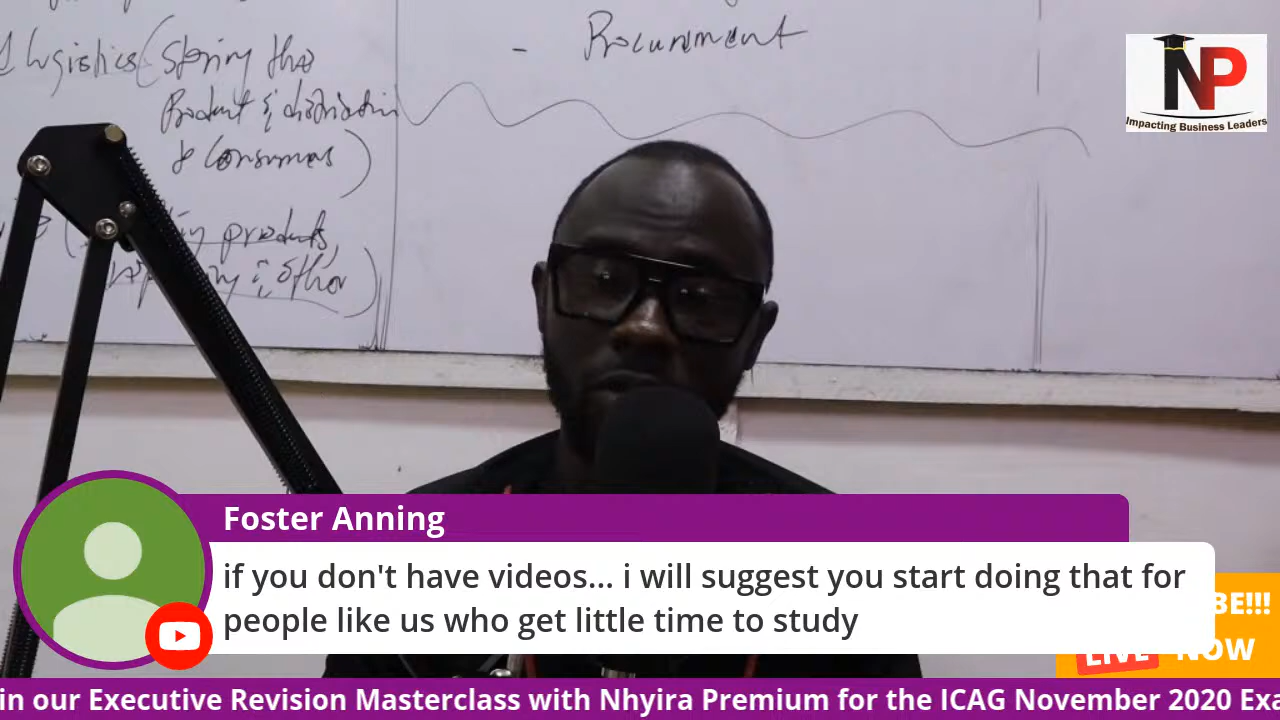 - Procurement
logistics (Storing the
Product & distribution
to Consumers)
products,
& other)
NP
Impacting Business Leaders
Foster Anning
if you don't have videos... i will suggest you start doing that for
people like us who get little time to study
BE!!!
LIVE NOW
in our Executive Revision Masterclass with Nhyira Premium for the ICAG November 2020 Exa